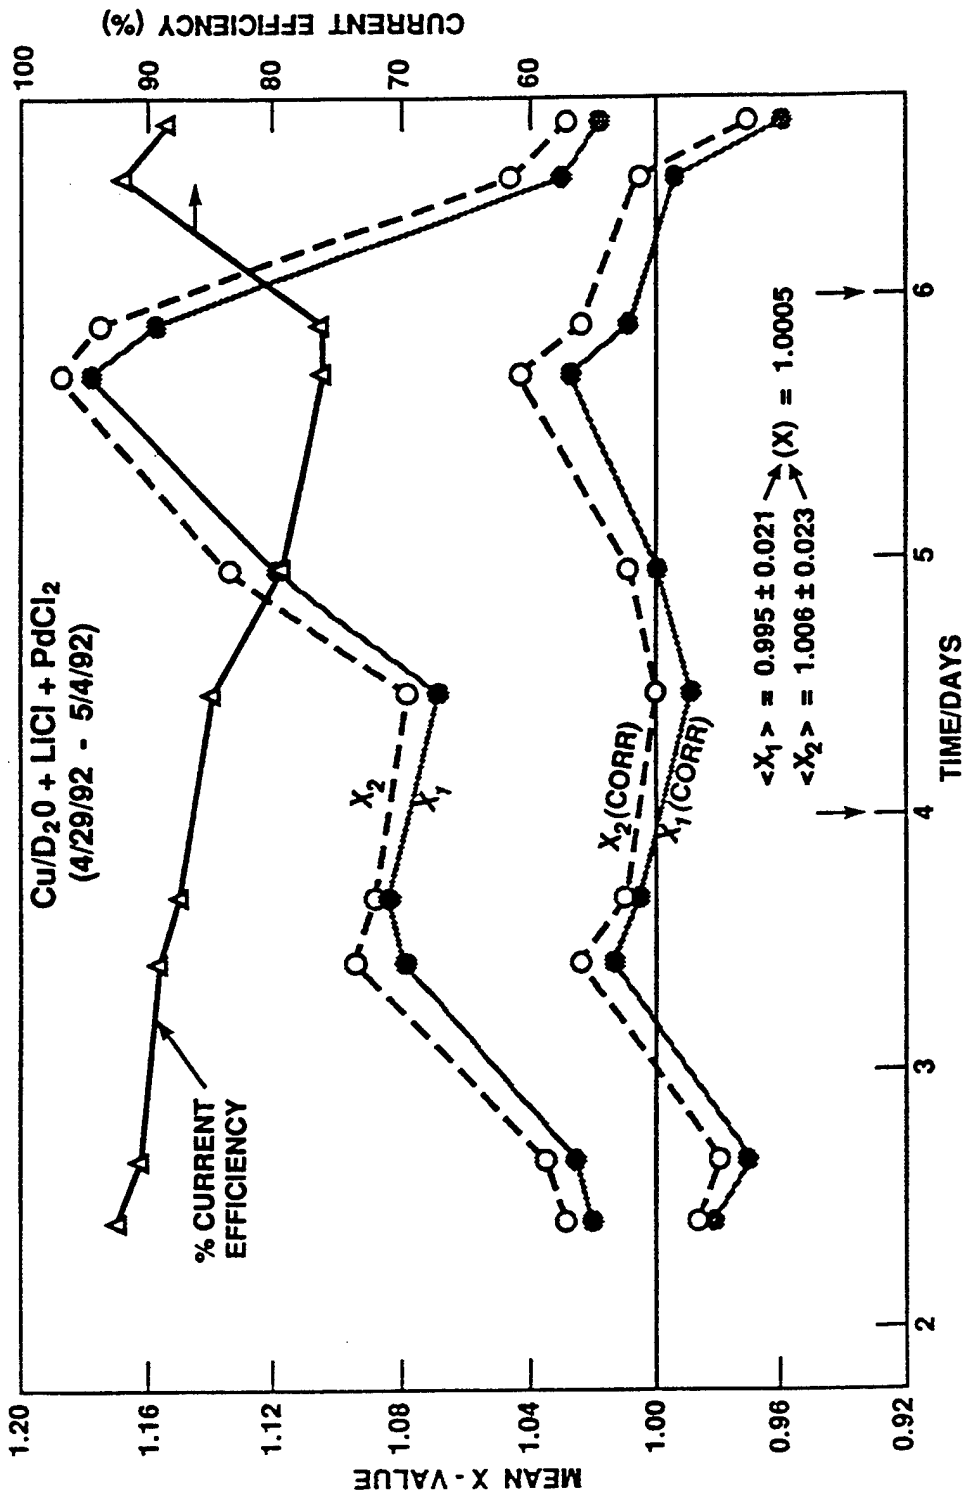 Cu/D2O + LiCl + PdCl2
(4/29/92 - 5/4/92)
MEAN X - VALUE
1.20
1.16
1.12
1.08
1.04
1.00
0.96
0.92
CURRENT EFFICIENCY (%)
100
90
80
70
60
% CURRENT
EFFICIENCY
X2
X1
X2(CORR)
X1(CORR)
<X1> = 0.995 ± 0.021
(X) = 1.0005
<X2> = 1.006 ± 0.023
2
3
4
5
6
TIME/DAYS